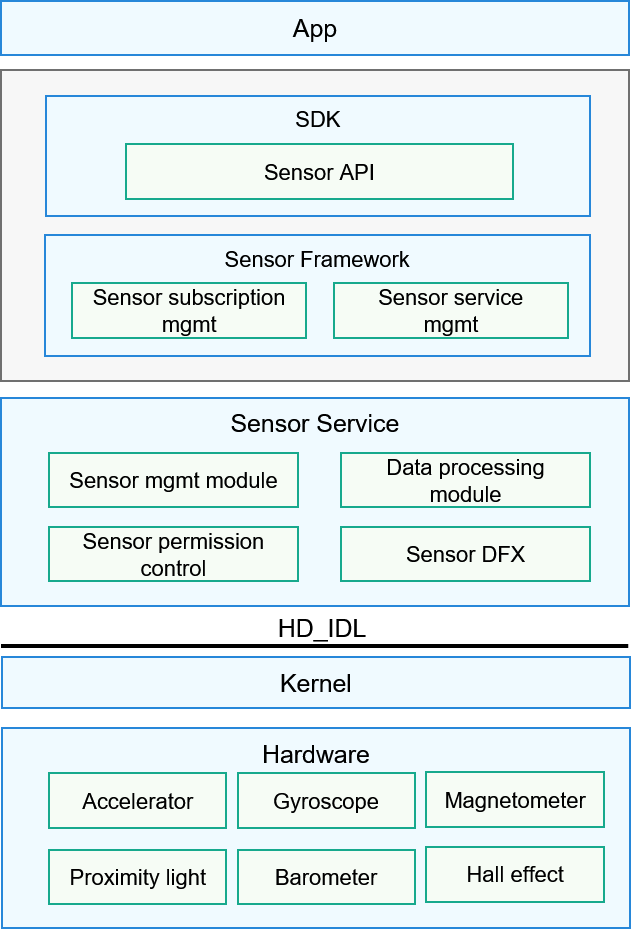 App
SDK
Sensor API
Sensor Framework
Sensor subscription
mgmt
Sensor service
mgmt
Sensor Service
Sensor mgmt module
Data processing
module
Sensor permission
control
Sensor DFX
HD_IDL
Kernel
Hardware
Accelerator
Gyroscope
Magnetometer
Proximity light
Barometer
Hall effect